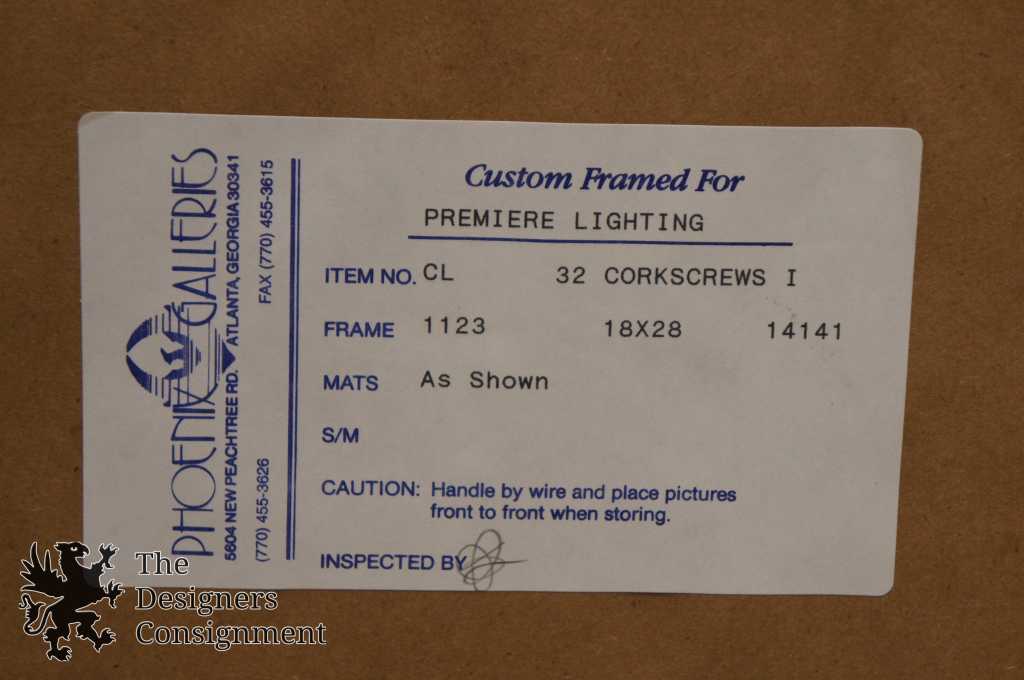 PHOENIX GALLERIES
5604 NEW PEACHTREE RD. ATLANTA, GEORGIA 30341
(770) 455-3626 FAX (770) 455-3615
Custom Framed For
PREMIERE LIGHTING
ITEM NO. CL 32 CORKSCREWS I
FRAME 1123 18X28 14141
MATS As Shown
S/M
CAUTION: Handle by wire and place pictures
front to front when storing.
INSPECTED BY
The
Designers
Consignment